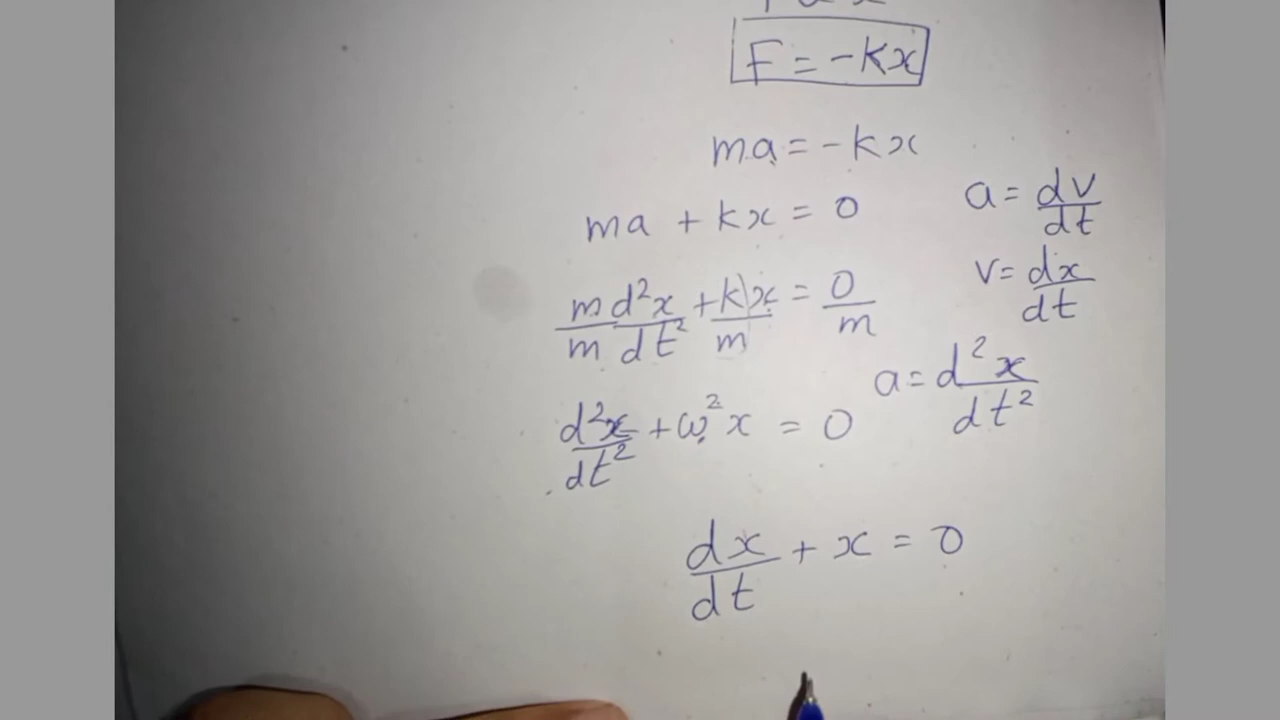 F = -kx
ma = -kx
ma + kx = 0
a = dv/dt
v = dx/dt
m/m d²x/dt² + kx/m = 0/m
a = d²x/dt²
d²x/dt² + ω²x = 0
dx/dt + x = 0